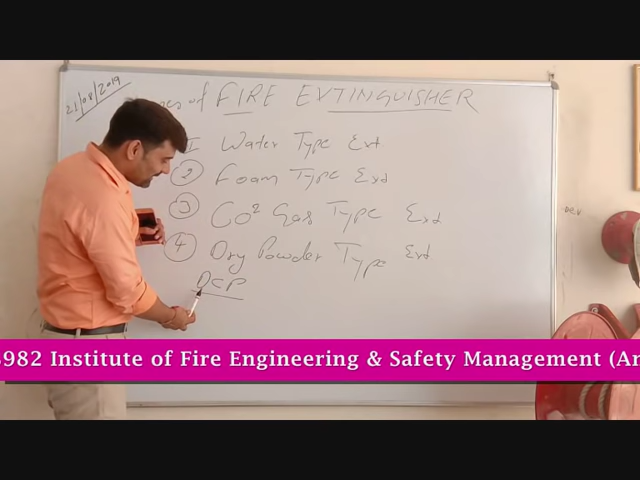 21/08/2019
of FIRE EXTINGUISHER
1 Water Type Ext
2 Foam Type Ext
3 CO² Gas Type Ext
4 Dry Powder Type Ext
DCP
982 Institute of Fire Engineering & Safety Management (Ar